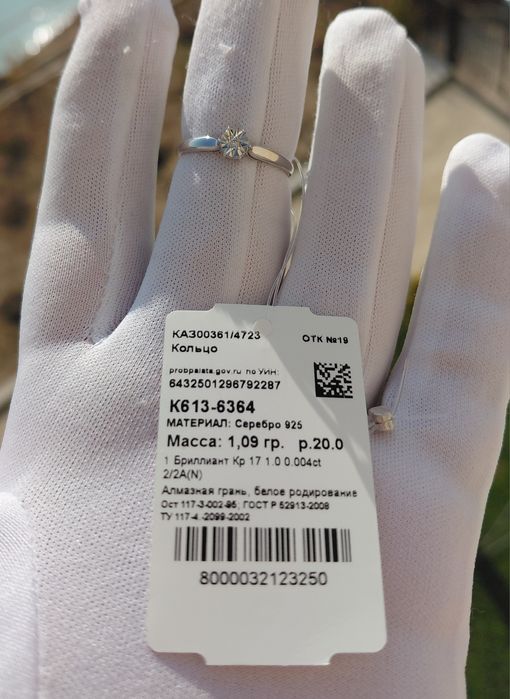 КАЗ00361/4723
ОТК №19
Кольцо
probpalata.gov.ru по УИН:
6432501296792287
К613-6364
МАТЕРИАЛ: Серебро 925
Масса: 1,09 гр. р.20.0
1 Бриллиант Кр 17 1.0 0.004ct
2/2А(N)
Алмазная грань, белое родирование
Ост 117-3-002-95; ГОСТ Р 52913-2008
ТУ 117-4.-2099-2002
8000032123250